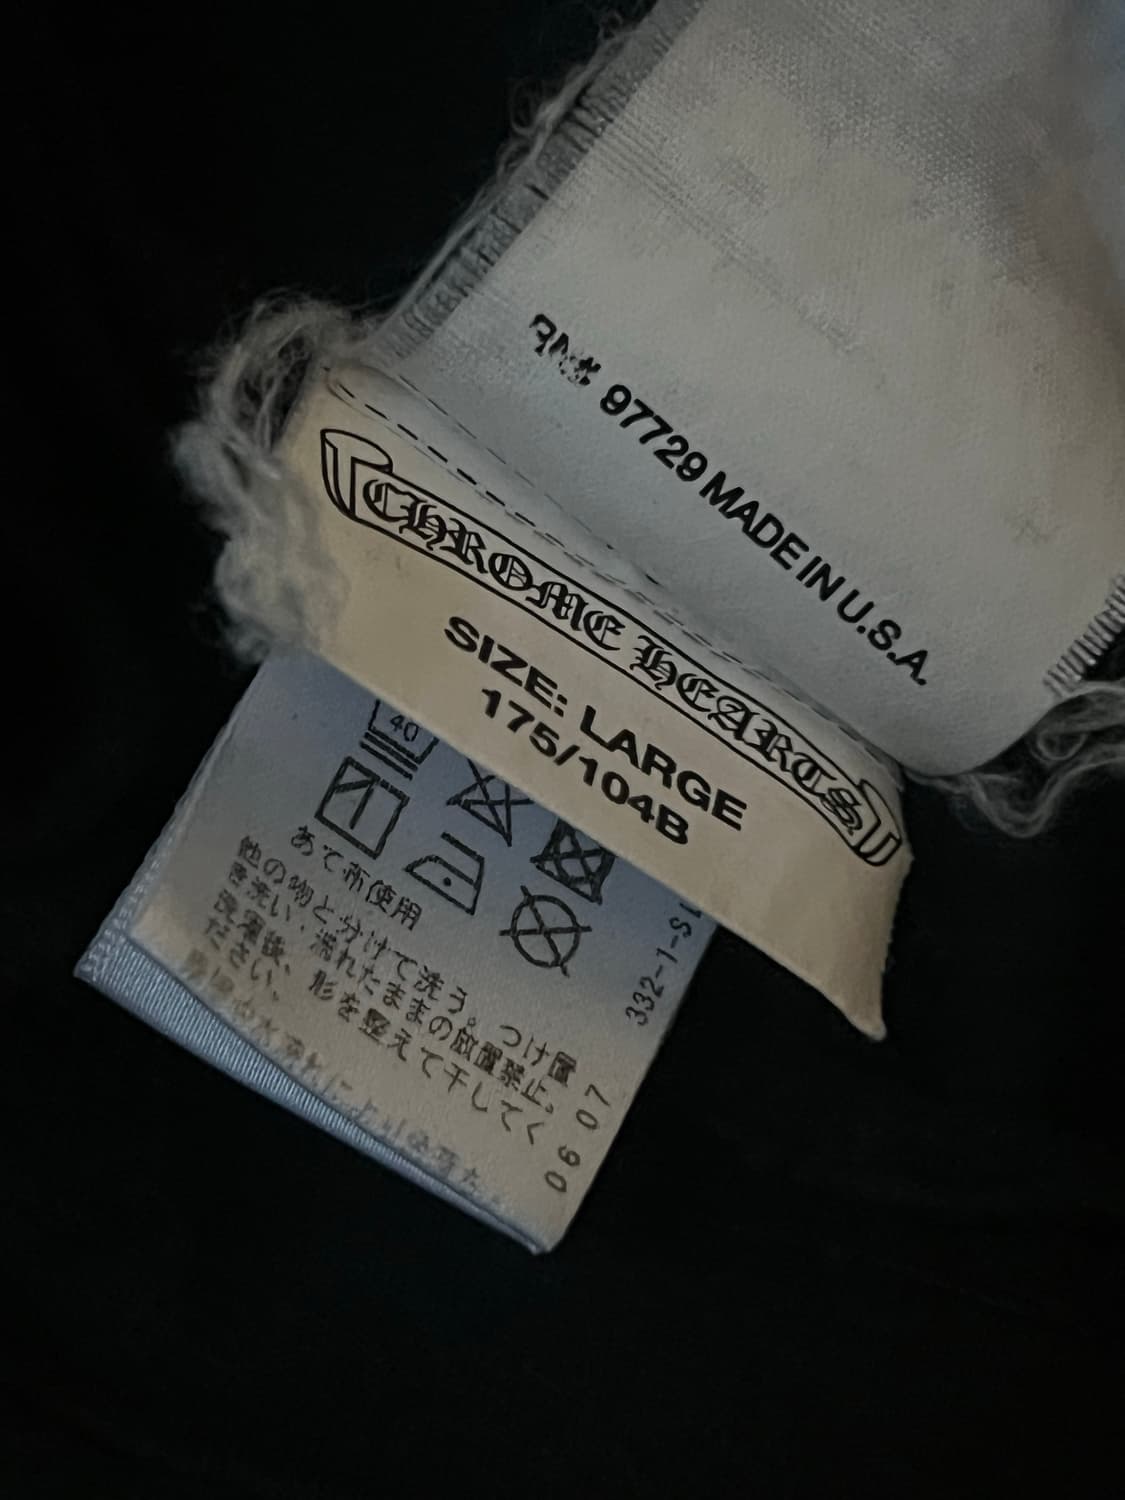 RN# 97729 MADE IN U.S.A.
CHROME HEARTS
SIZE: LARGE
175/104B
40
あて布使用
他の物と分けて洗う。つけ置
き洗い、濡れたままの放置禁止。
洗濯後、形を整えて干してく
ださい。
332-1-S
06 07